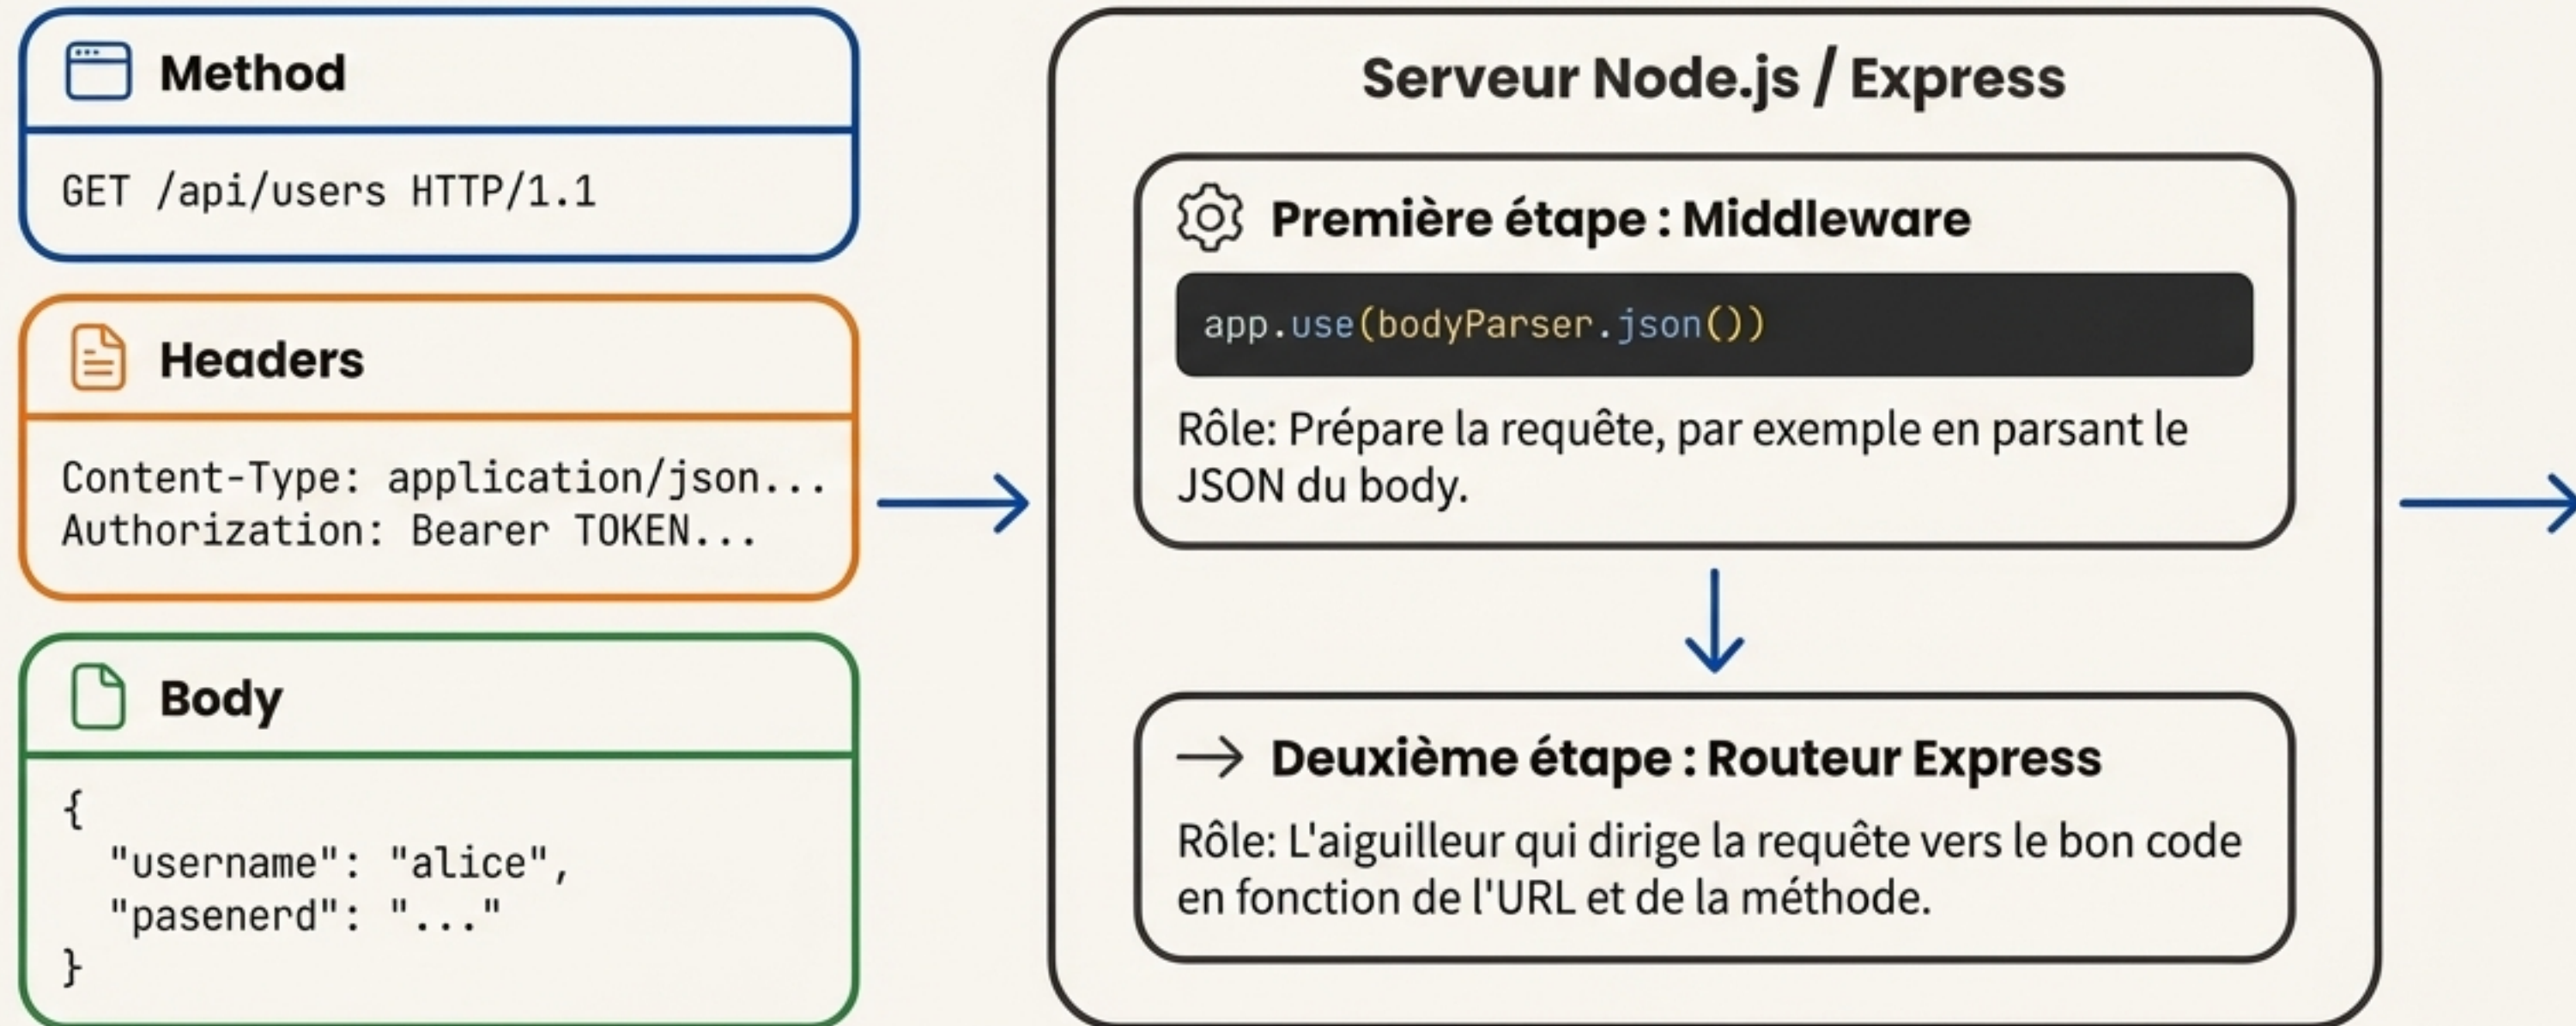 Method
GET /api/users HTTP/1.1
Headers
Content-Type: application/json...
Authorization: Bearer TOKEN...
Body
{
"username": "alice",
"pasenerd": "..."
}
Serveur Node.js / Express
Première étape : Middleware
app.use(bodyParser.json())
Rôle: Prépare la requête, par exemple en parsant le
JSON du body.
Deuxième étape : Routeur Express
Rôle: L'aiguilleur qui dirige la requête vers le bon code
en fonction de l'URL et de la méthode.